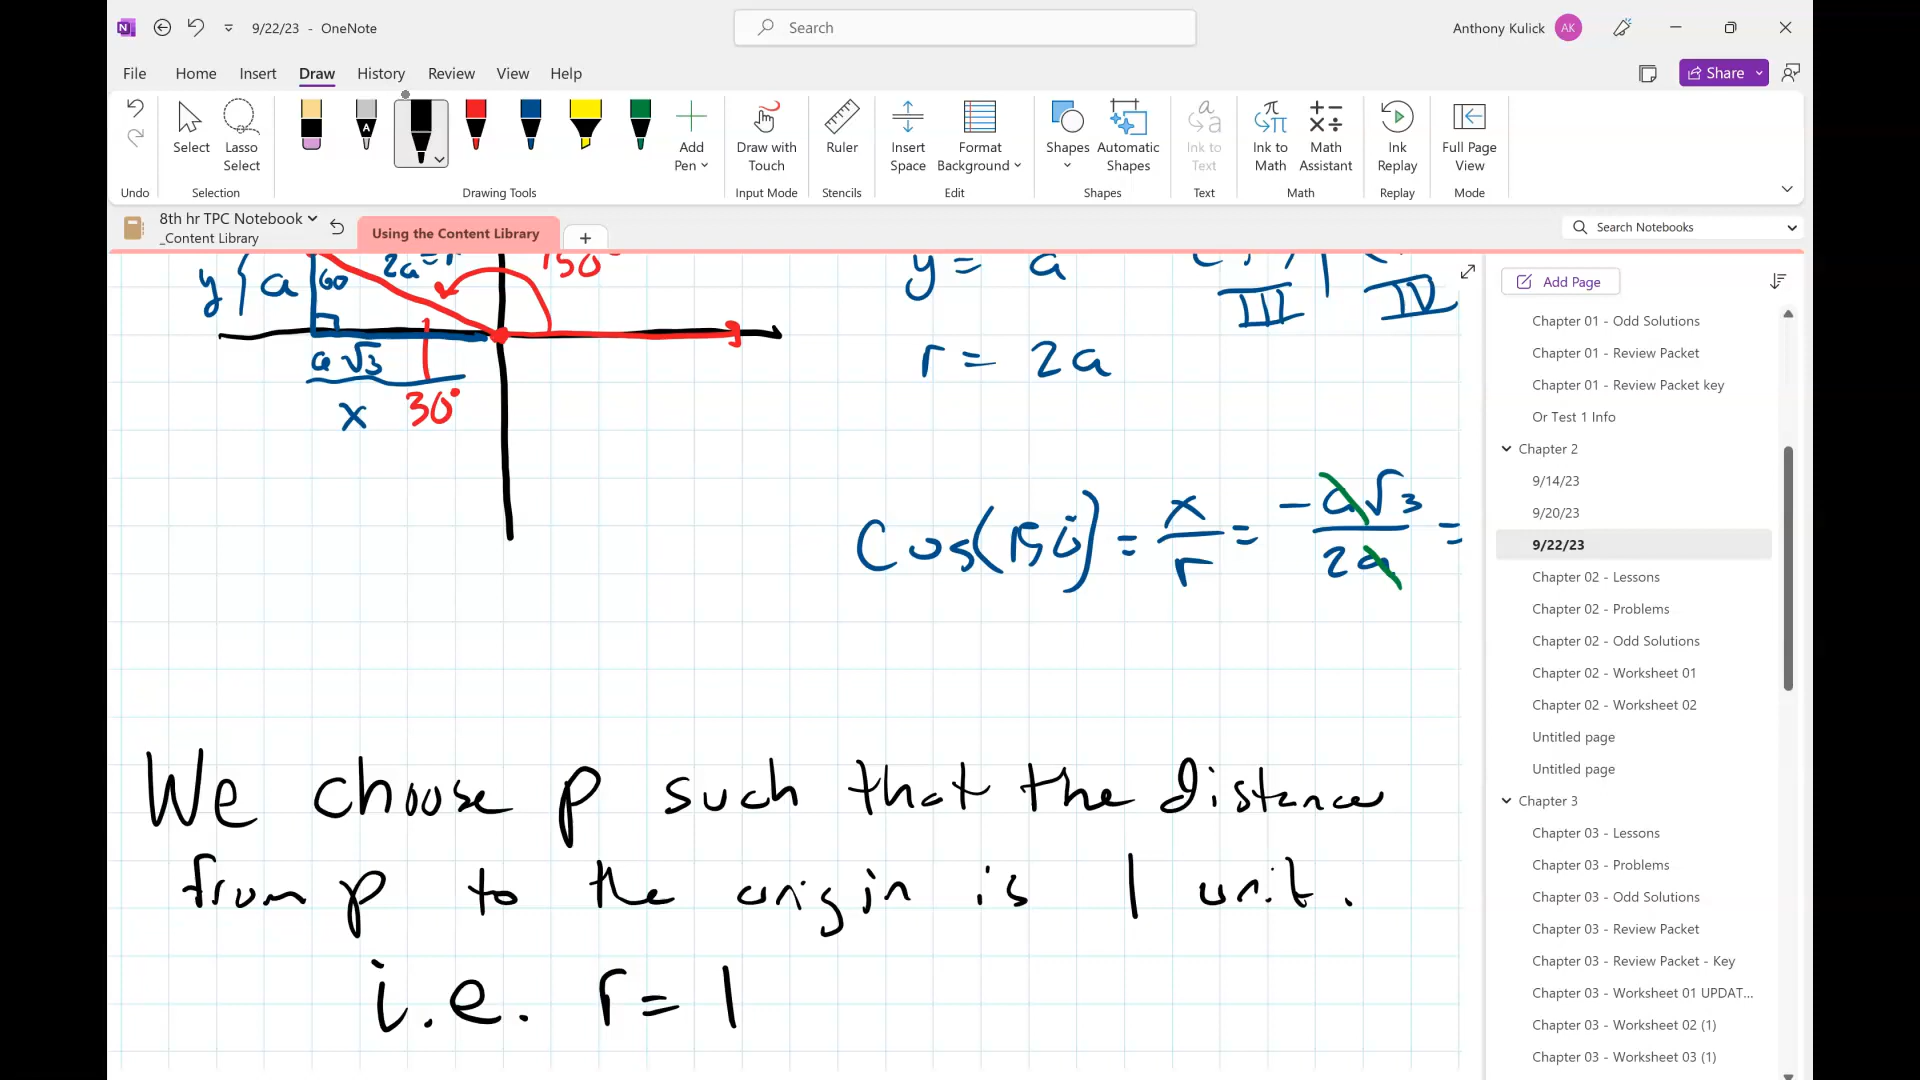 9/22/23 - OneNote
Search
Anthony Kulick AK
File Home Insert Draw History Review View Help
Share
Undo
Select
Lasso Select
Selection
A
Drawing Tools
Add Pen
Draw with Touch
Input Mode
Ruler
Stencils
Insert Space
Format Background
Edit
Shapes
Automatic Shapes
Shapes
Ink to Text
Text
Ink to Math
Math Assistant
Math
Ink Replay
Replay
Full Page View
Mode
8th hr TPC Notebook
_Content Library
Using the Content Library
Search Notebooks
y { a 60 2a = r 150°
a√3
x 30°
y = a
III IV
r = 2a
Cos(150°) = x/r = -a√3/2a =
We choose p such that the distance
from p to the origin is 1 unit.
i.e. r = 1
Add Page
Chapter 01 - Odd Solutions
Chapter 01 - Review Packet
Chapter 01 - Review Packet key
Or Test 1 Info
Chapter 2
9/14/23
9/20/23
9/22/23
Chapter 02 - Lessons
Chapter 02 - Problems
Chapter 02 - Odd Solutions
Chapter 02 - Worksheet 01
Chapter 02 - Worksheet 02
Untitled page
Untitled page
Chapter 3
Chapter 03 - Lessons
Chapter 03 - Problems
Chapter 03 - Odd Solutions
Chapter 03 - Review Packet
Chapter 03 - Review Packet - Key
Chapter 03 - Worksheet 01 UPDAT...
Chapter 03 - Worksheet 02 (1)
Chapter 03 - Worksheet 03 (1)